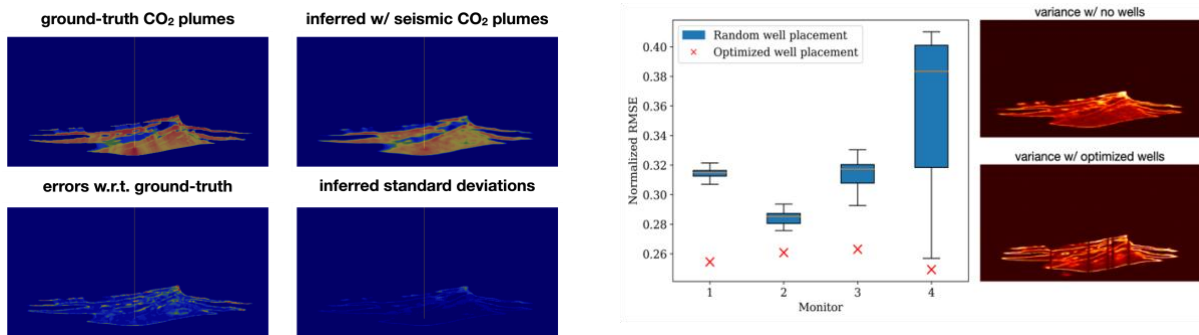 ground-truth CO₂ plumes
inferred w/ seismic CO₂ plumes
errors w.r.t. ground-truth
inferred standard deviations
Random well placement
Optimized well placement
Normalized RMSE
0.40
0.38
0.36
0.34
0.32
0.30
0.28
0.26
1
2
3
4
Monitor
variance w/ no wells
variance w/ optimized wells